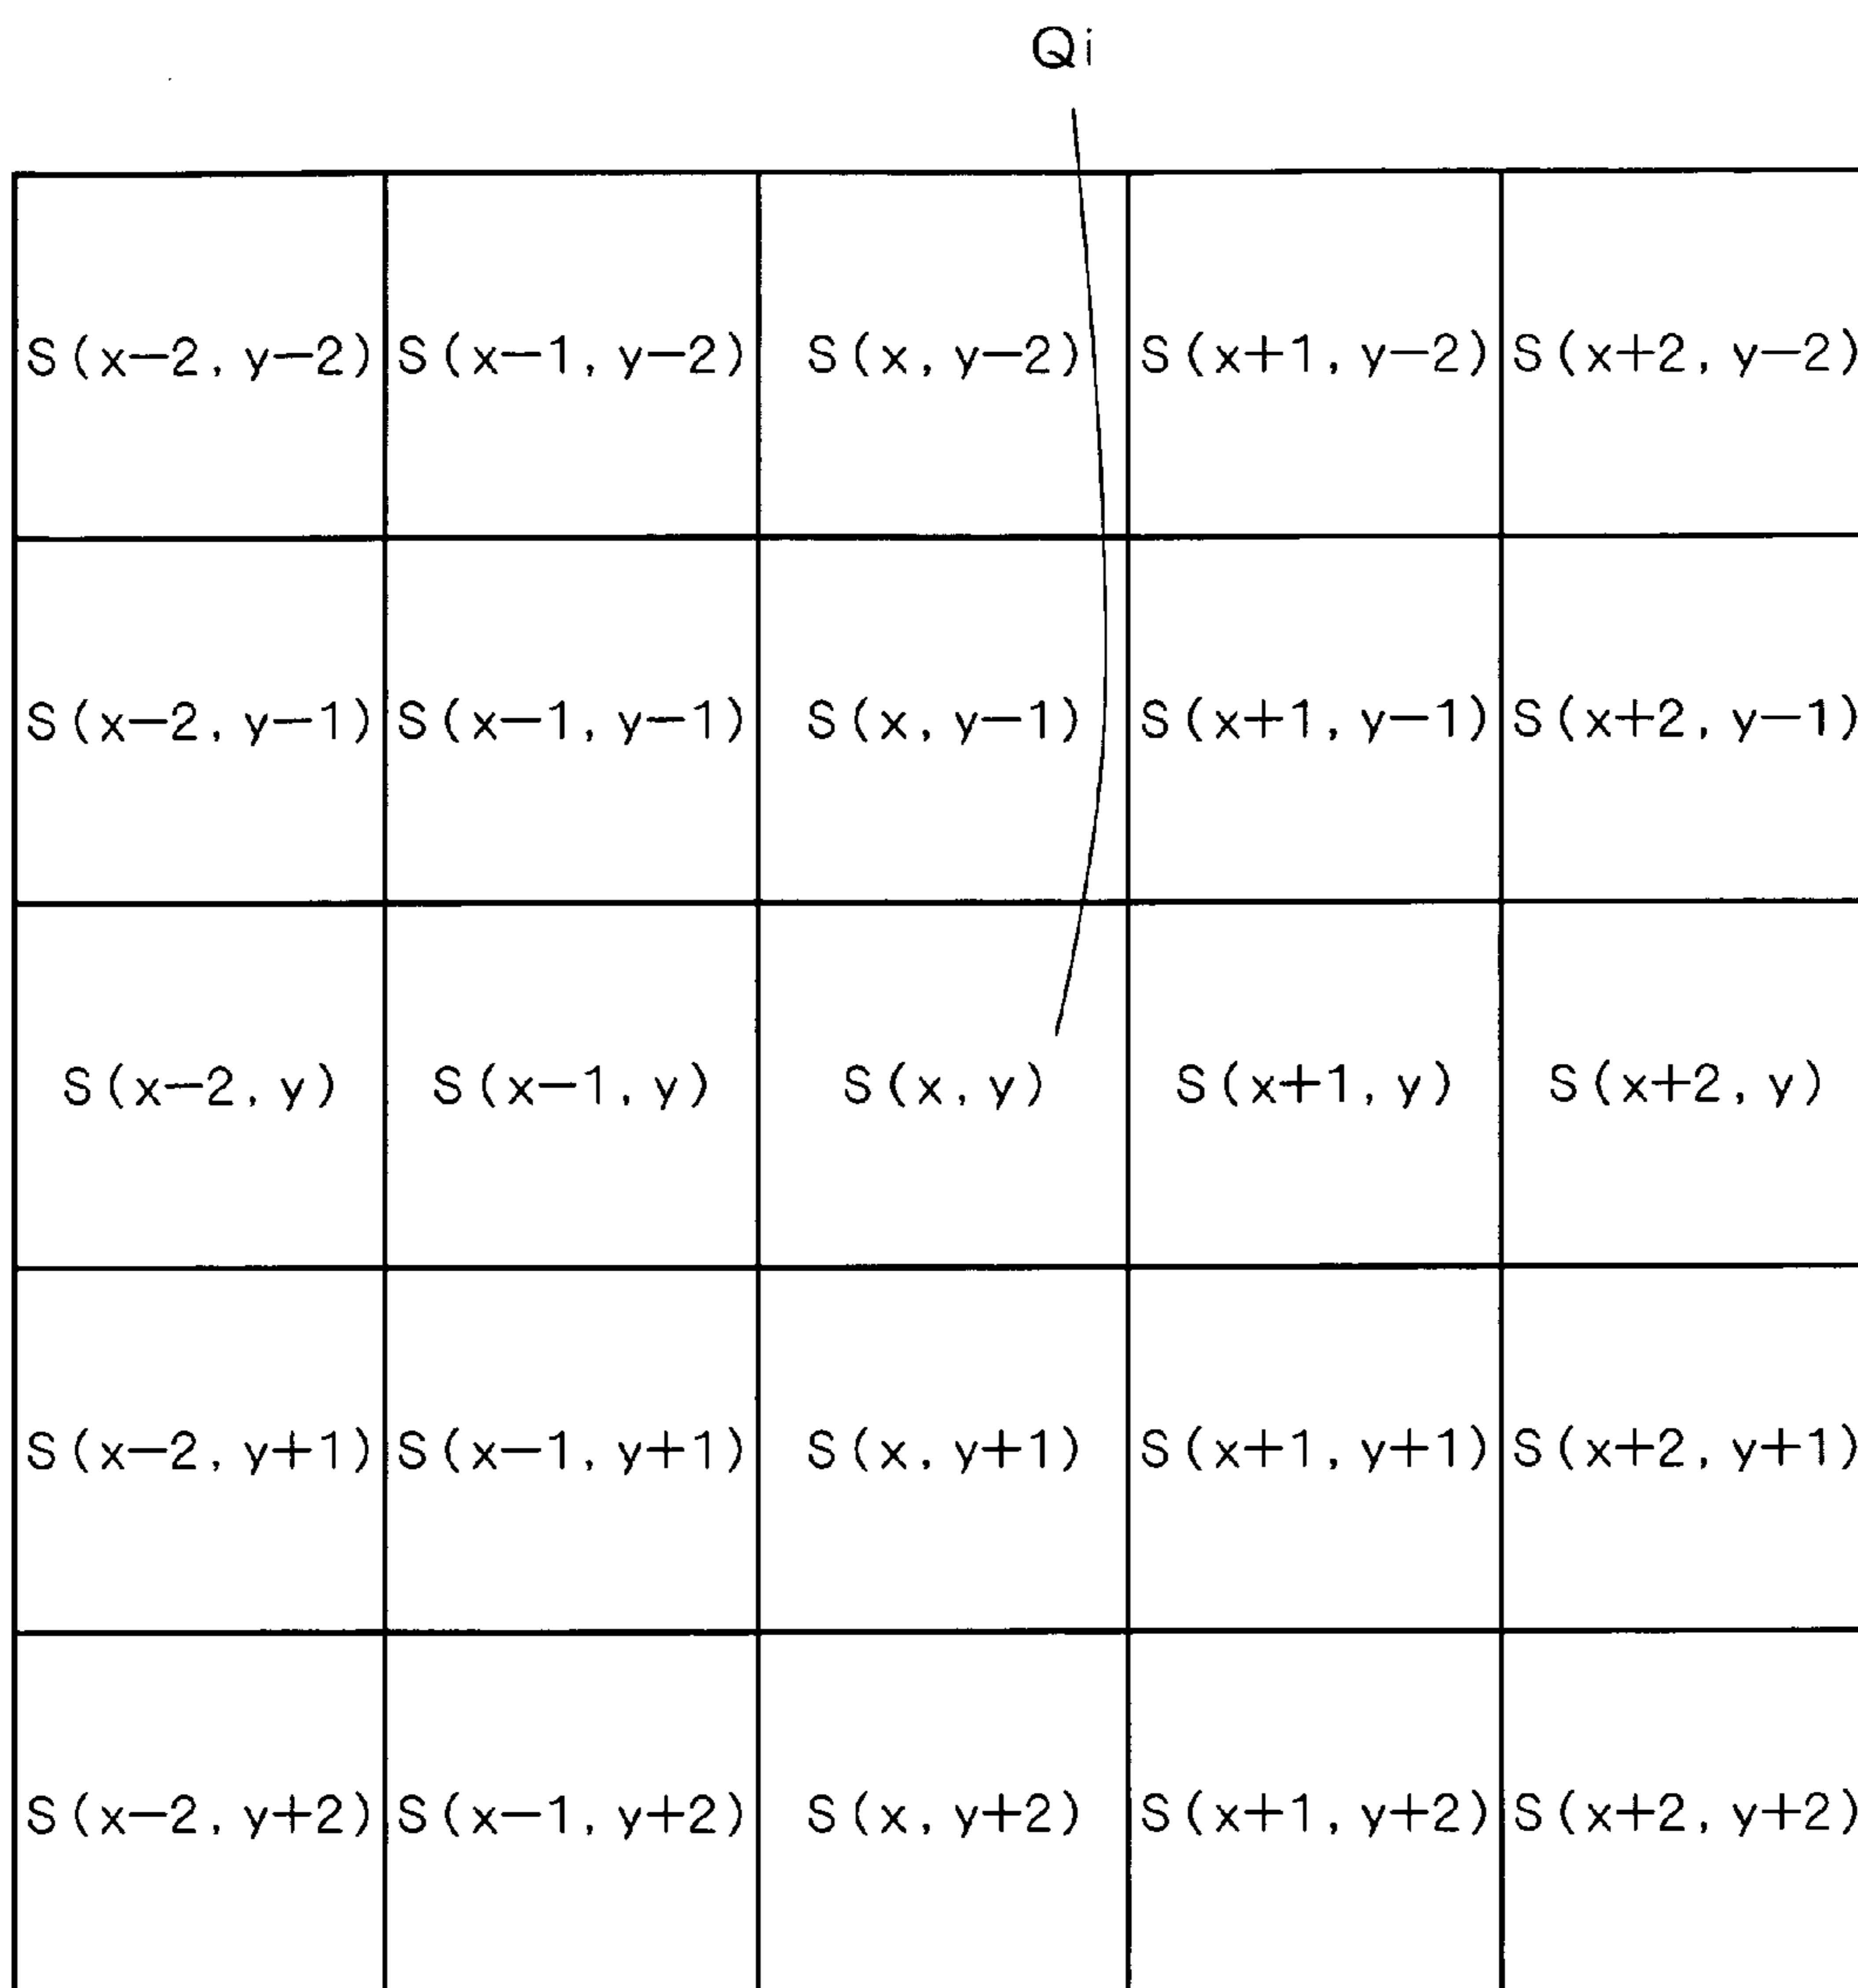 Qi
S(x−2, y−2) S(x−1, y−2) S(x, y−2) S(x+1, y−2) S(x+2, y−2)
S(x−2, y−1) S(x−1, y−1) S(x, y−1) S(x+1, y−1) S(x+2, y−1)
S(x−2, y) S(x−1, y) S(x, y) S(x+1, y) S(x+2, y)
S(x−2, y+1) S(x−1, y+1) S(x, y+1) S(x+1, y+1) S(x+2, y+1)
S(x−2, y+2) S(x−1, y+2) S(x, y+2) S(x+1, y+2) S(x+2, y+2)